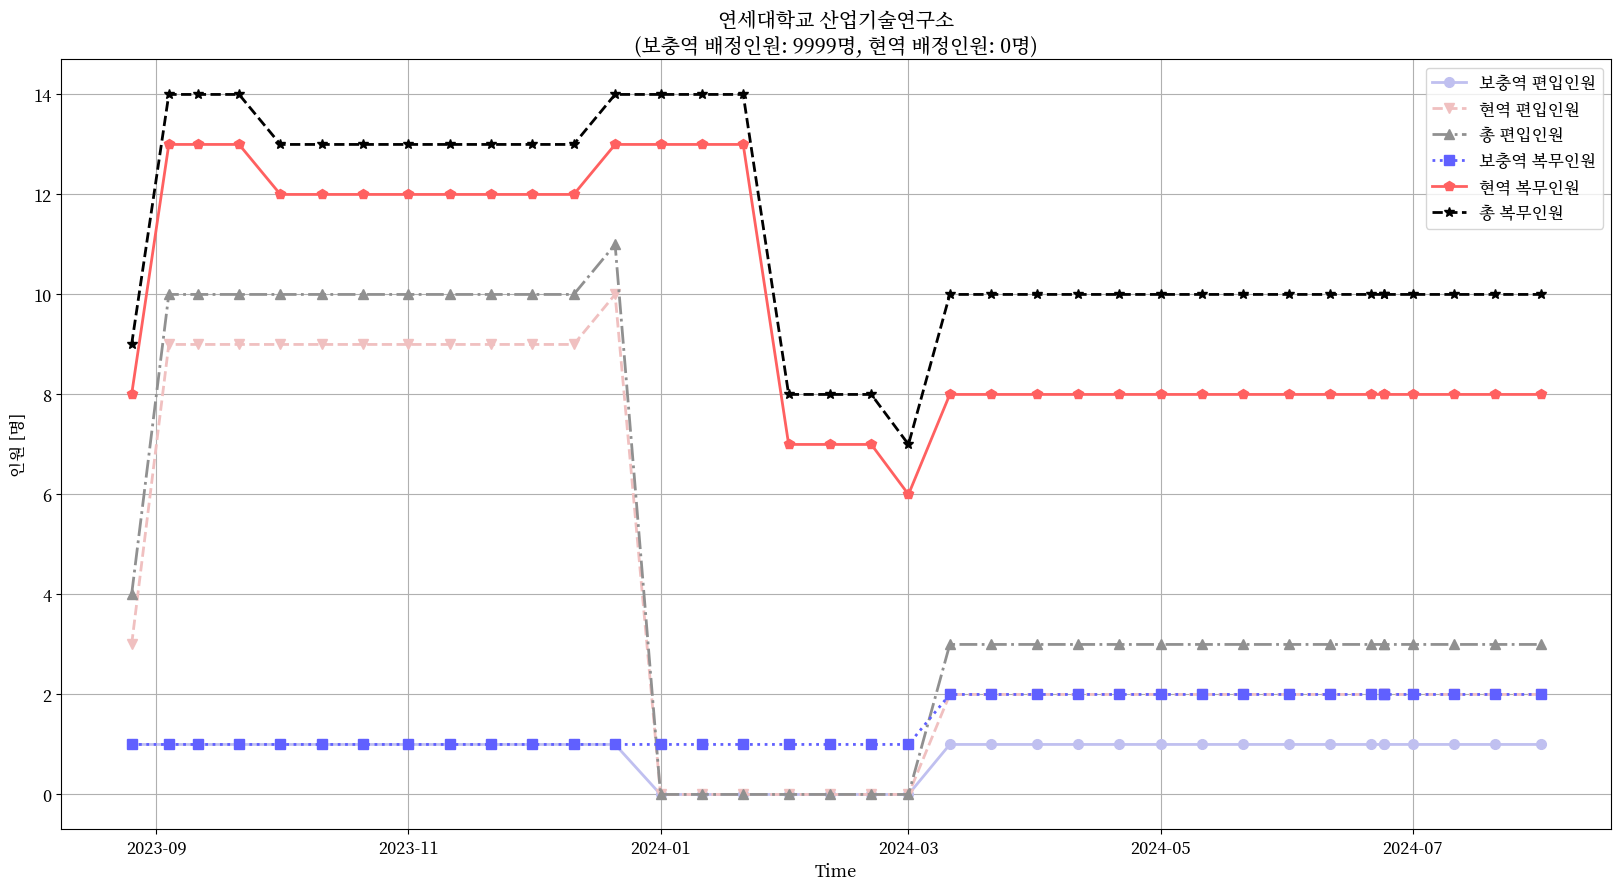 연세대학교 산업기술연구소
(보충역 배정인원: 9999명, 현역 배정인원: 0명)
보충역 편입인원
현역 편입인원
총 편입인원
보충역 복무인원
현역 복무인원
총 복무인원
인원 [명]
14
12
10
8
6
4
2
0
2023-09
2023-11
2024-01
2024-03
2024-05
2024-07
Time